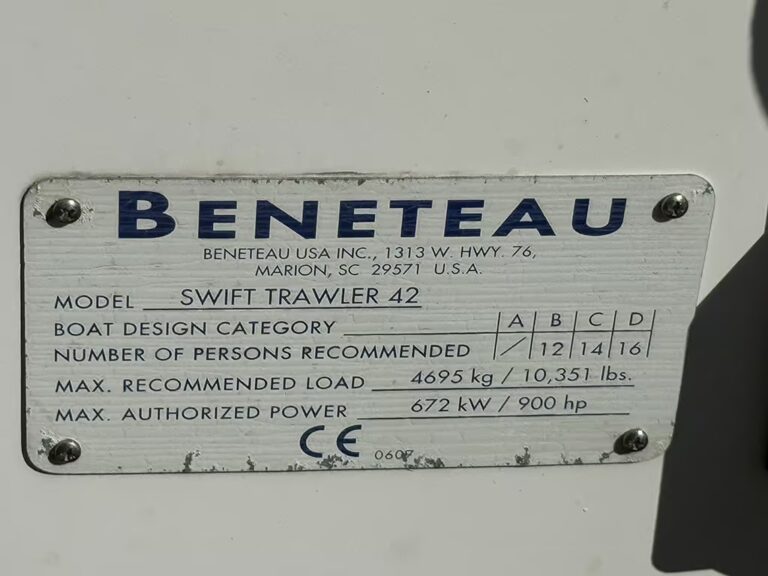 BENETEAU
BENETEAU USA INC., 1313 W. HWY. 76,
MARION, SC 29571 U.S.A.
MODEL SWIFT TRAWLER 42
BOAT DESIGN CATEGORY A B C D
NUMBER OF PERSONS RECOMMENDED / 12 14 16
MAX. RECOMMENDED LOAD 4695 kg / 10,351 lbs.
MAX. AUTHORIZED POWER 672 kW / 900 hp
CE 0607